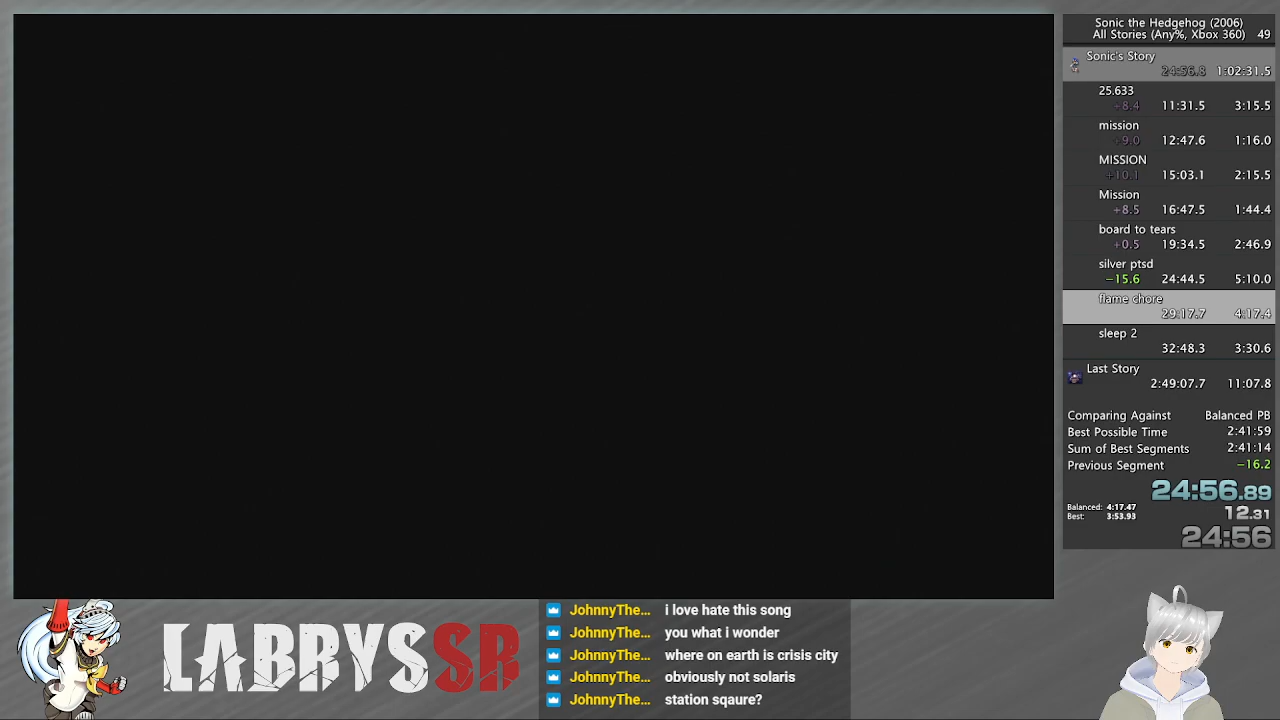 Sonic the Hedgehog (2006)
All Stories (Any%, Xbox 360) 49
Sonic's Story
24:56.8 1:02:31.5
25.633
+8.4 11:31.5 3:15.5
mission
+9.0 12:47.6 1:16.0
MISSION
+10.1 15:03.1 2:15.5
Mission
+8.5 16:47.5 1:44.4
board to tears
+0.5 19:34.5 2:46.9
silver ptsd
−15.6 24:44.5 5:10.0
flame chore
29:17.7 4:17.4
sleep 2
32:48.3 3:30.6
Last Story
2:49:07.7 11:07.8
Comparing Against Balanced PB
Best Possible Time 2:41:59
Sum of Best Segments 2:41:14
Previous Segment −16.2
24:56.89
Balanced: 4:17.47
Best: 3:53.93
12.31
24:56
LABRYSSR
JohnnyThe... i love hate this song
JohnnyThe... you what i wonder
JohnnyThe... where on earth is crisis city
JohnnyThe... obviously not solaris
JohnnyThe... station sqaure?